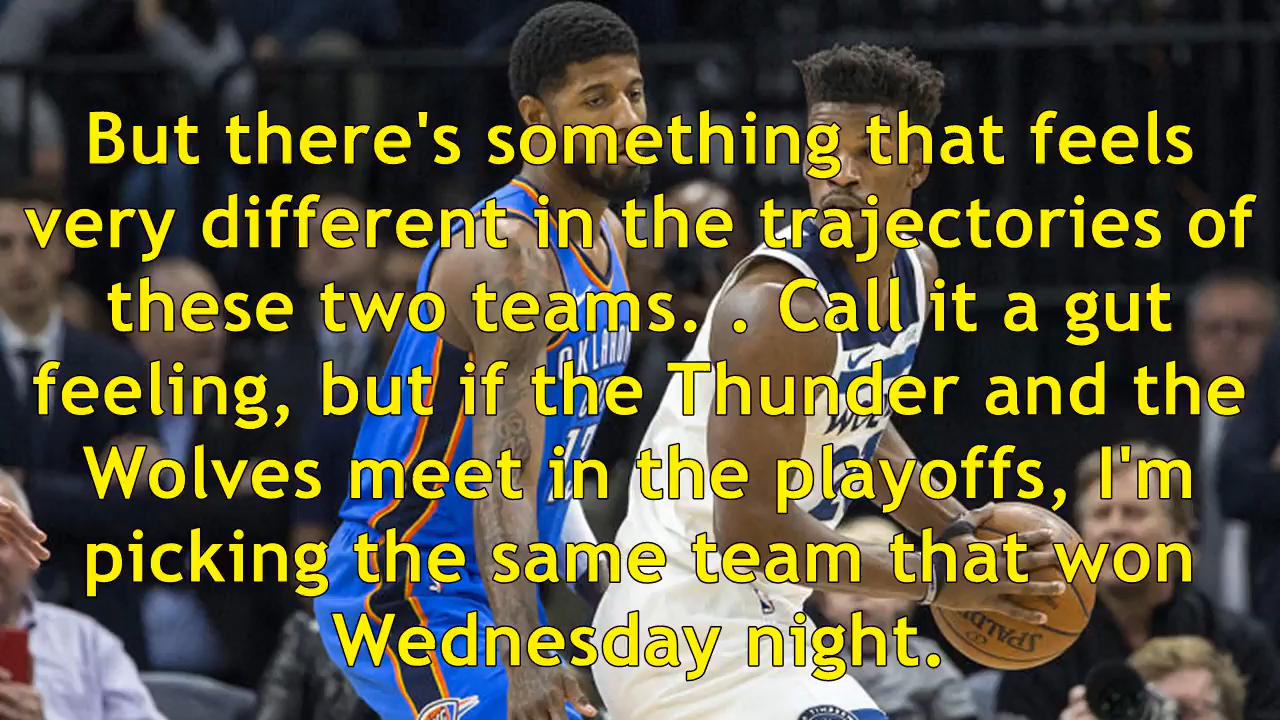 But there's something that feels
very different in the trajectories of
these two teams. . Call it a gut
feeling, but if the Thunder and the
Wolves meet in the playoffs, I'm
picking the same team that won
Wednesday night.
SPALDING